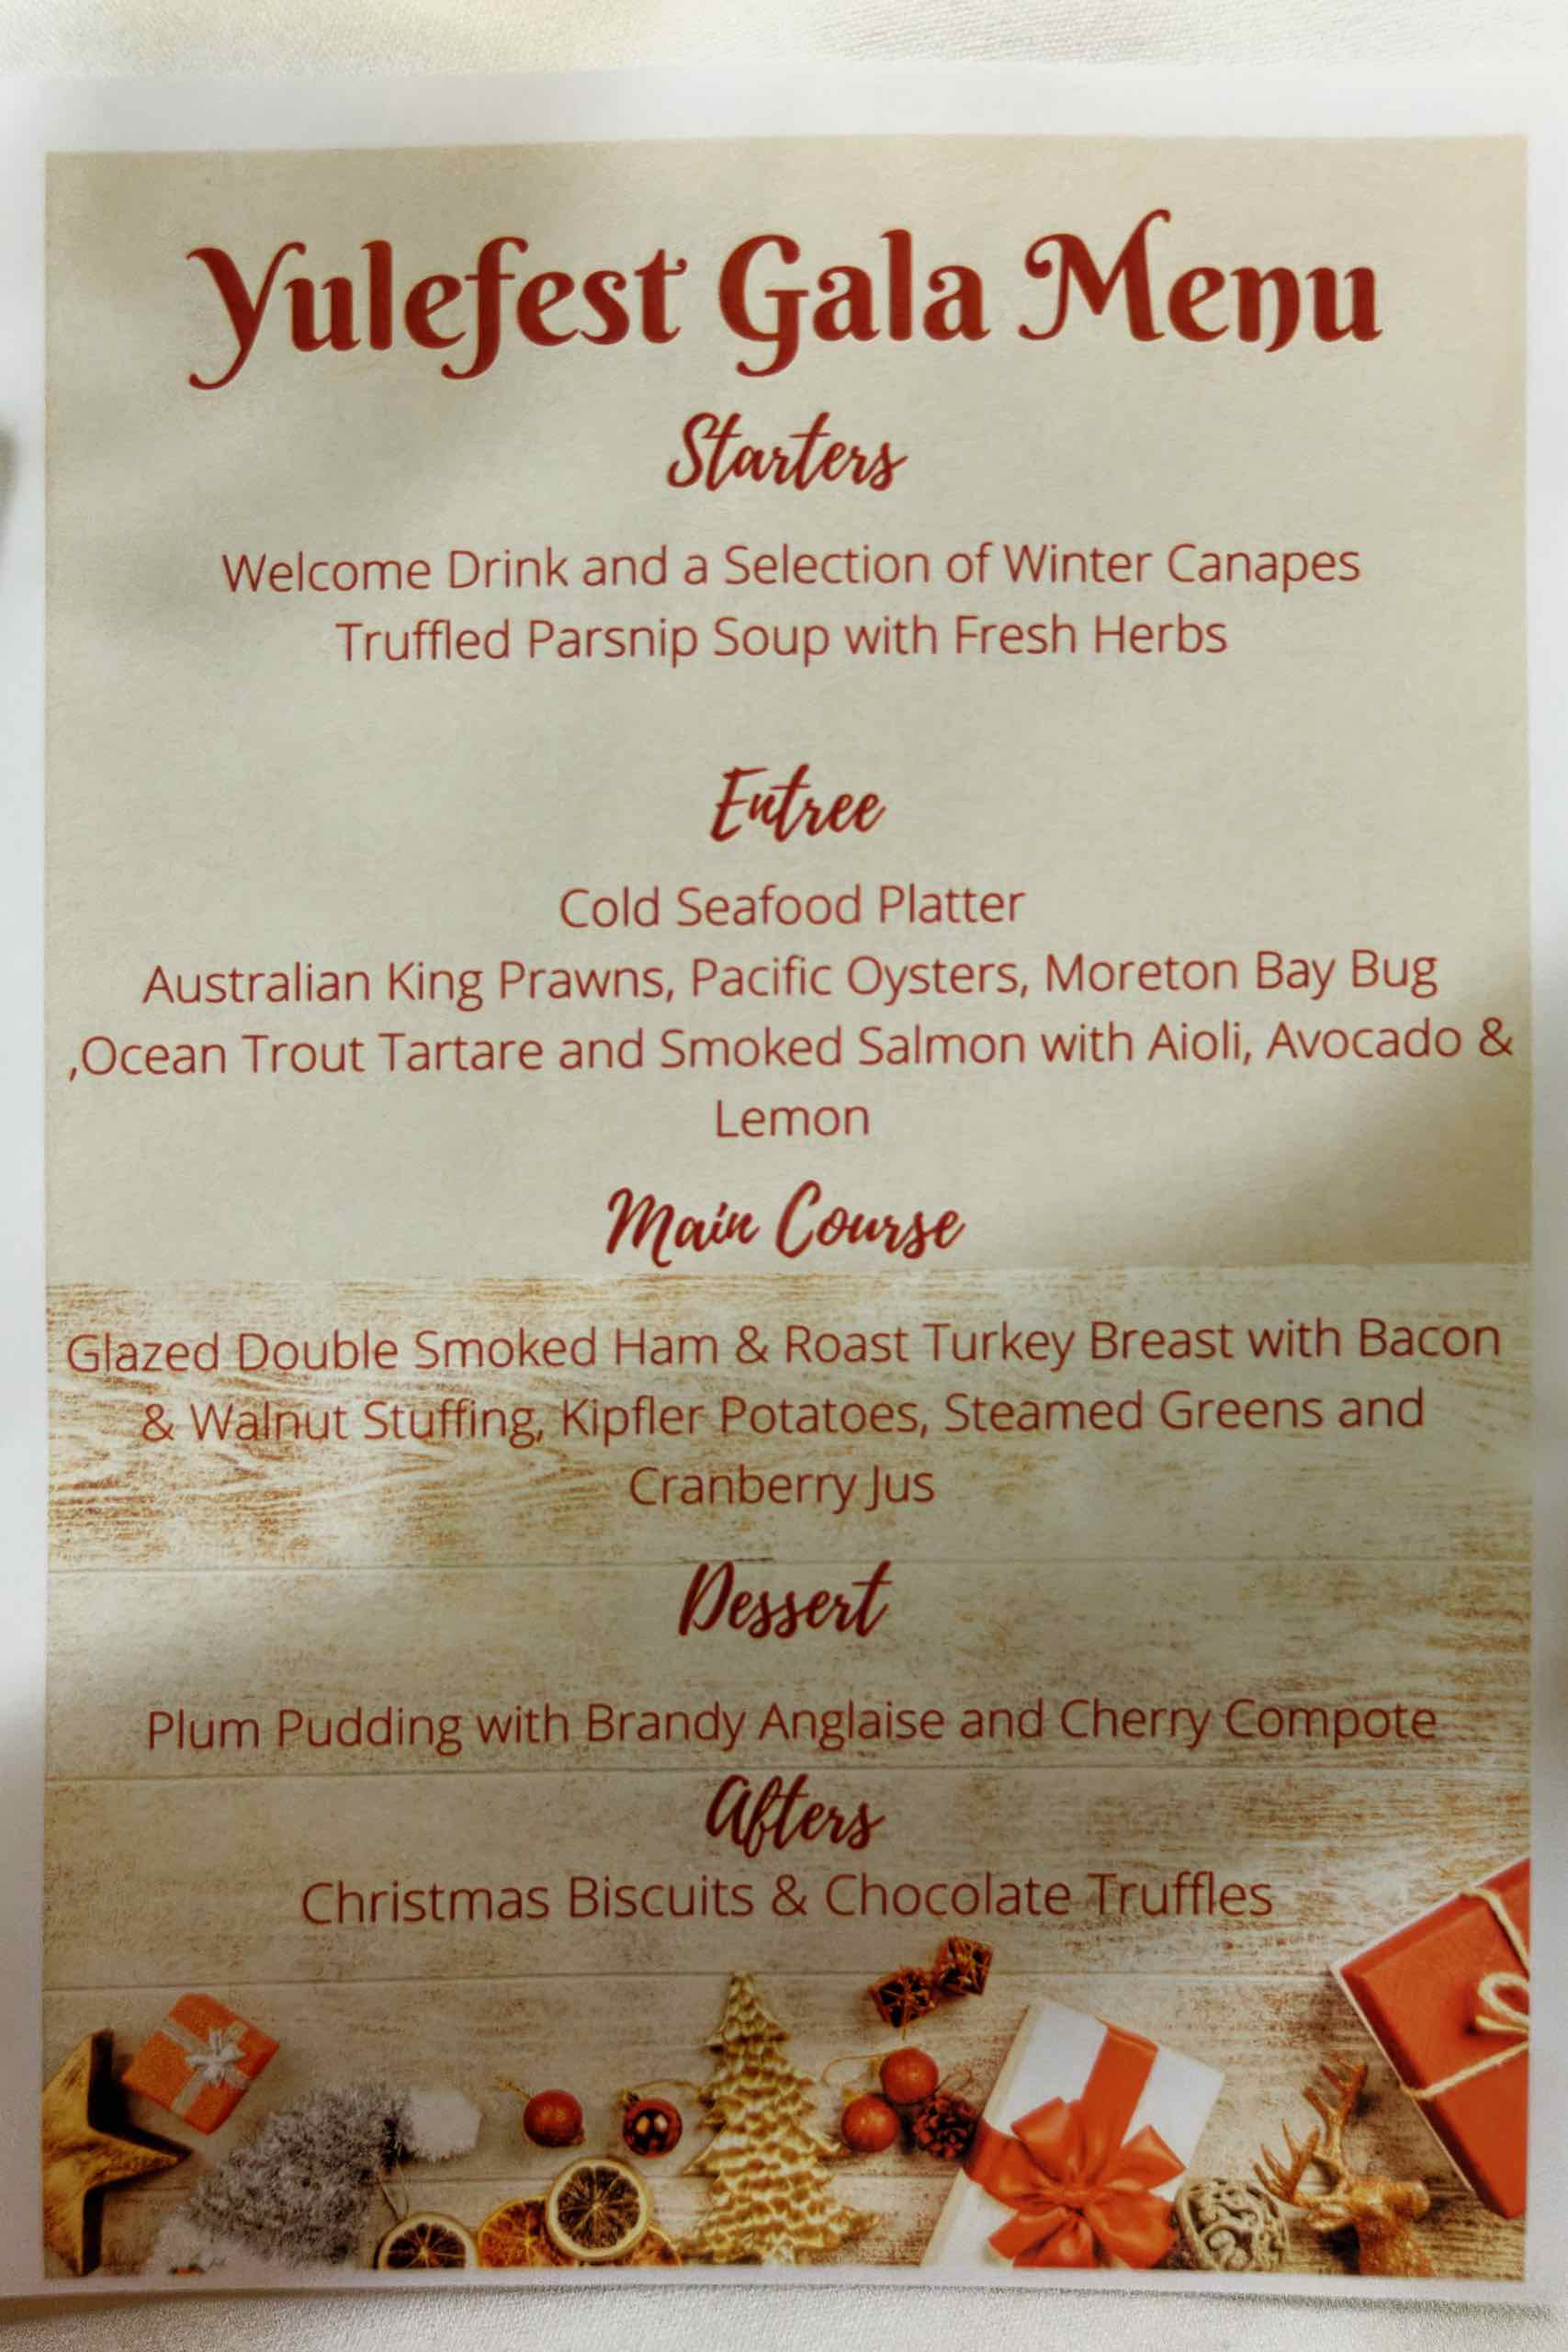 Yulefest Gala Menu
Starters
Welcome Drink and a Selection of Winter Canapes
Truffled Parsnip Soup with Fresh Herbs
Entree
Cold Seafood Platter
Australian King Prawns, Pacific Oysters, Moreton Bay Bug
,Ocean Trout Tartare and Smoked Salmon with Aioli, Avocado &
Lemon
Main Course
Glazed Double Smoked Ham & Roast Turkey Breast with Bacon
& Walnut Stuffing, Kipfler Potatoes, Steamed Greens and
Cranberry Jus
Dessert
Plum Pudding with Brandy Anglaise and Cherry Compote
Afters
Christmas Biscuits & Chocolate Truffles